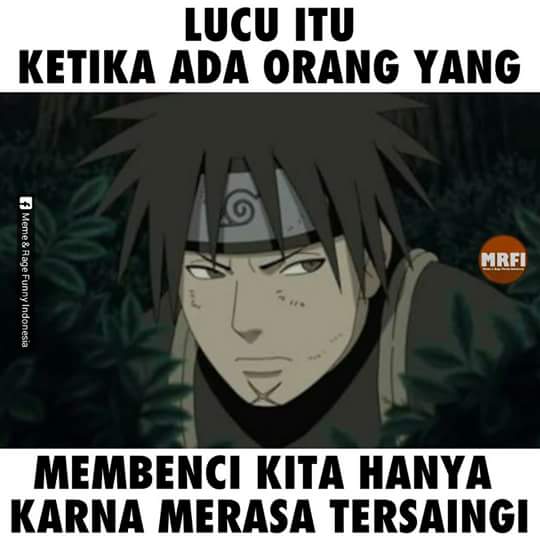 LUCU ITU
KETIKA ADA ORANG YANG
Meme & Rage Funny Indonesia
MRFI
MEMBENCI KITA HANYA
KARNA MERASA TERSAINGI